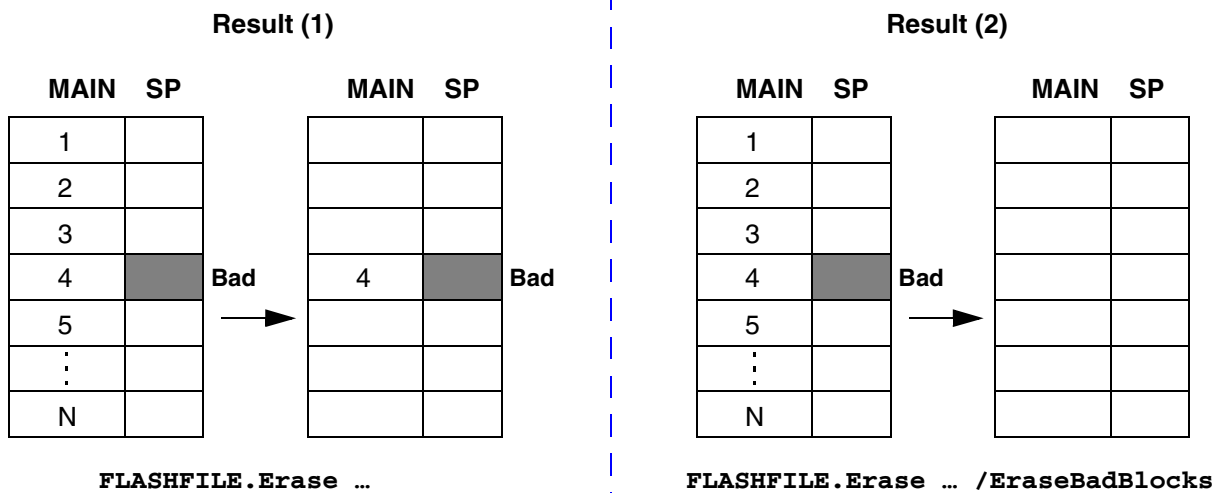 Result (1)
MAIN SP
MAIN SP
1
2
3
4 Bad
4 Bad
5
N
FLASHFILE.Erase …
Result (2)
MAIN SP
MAIN SP
1
2
3
4 Bad
5
N
FLASHFILE.Erase … /EraseBadBlocks